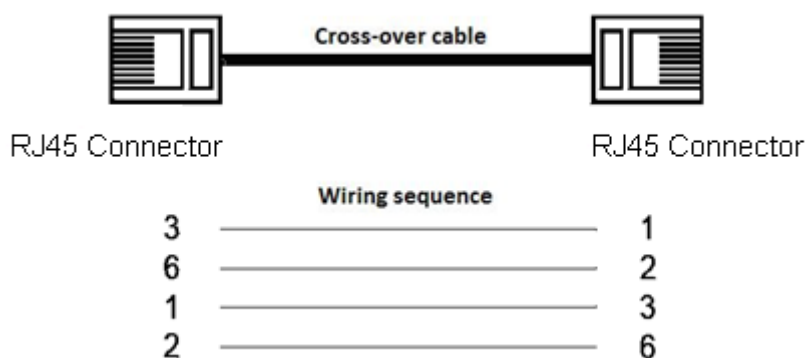 Cross-over cable
RJ45 Connector RJ45 Connector
Wiring sequence
3 1
6 2
1 3
2 6